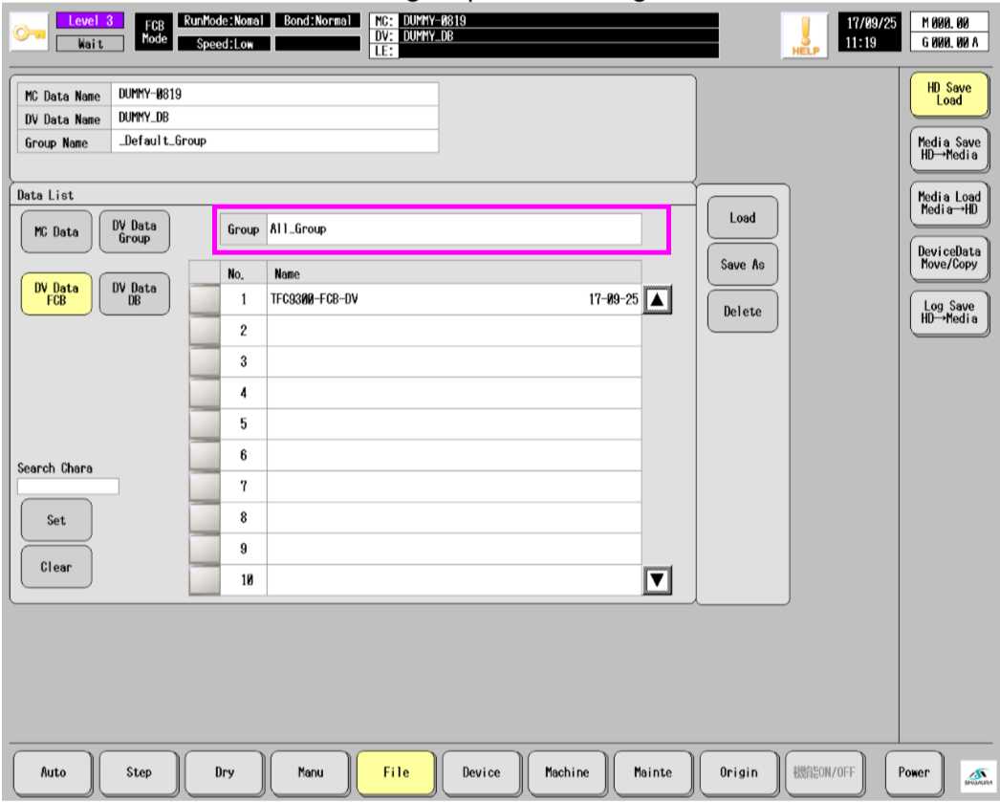 Level 3
Wait
FCB
Mode
RunMode:Nomal
Bond:Normal
Speed:Low
MC: DUMMY-0819
DV: DUMMY_DB
LE:
HELP
17/09/25
11:19
M 000. 00
G 000. 00 A
MC Data Name DUMMY-0819
DV Data Name DUMMY_DB
Group Name _Default_Group
HD Save
Load
Media Save
HD→Media
Media Load
Media→HD
DeviceData
Move/Copy
Log Save
HD→Media
Data List
MC Data
DV Data
Group
DV Data
FCB
DV Data
DB
Group All_Group
No. Name
1 TFC9300-FCB-DV 17-09-25
2
3
4
5
6
7
8
9
10
Load
Save As
Delete
Search Chara
Set
Clear
Auto
Step
Dry
Manu
File
Device
Machine
Mainte
Origin
機能ON/OFF
Power
SHIBAURA